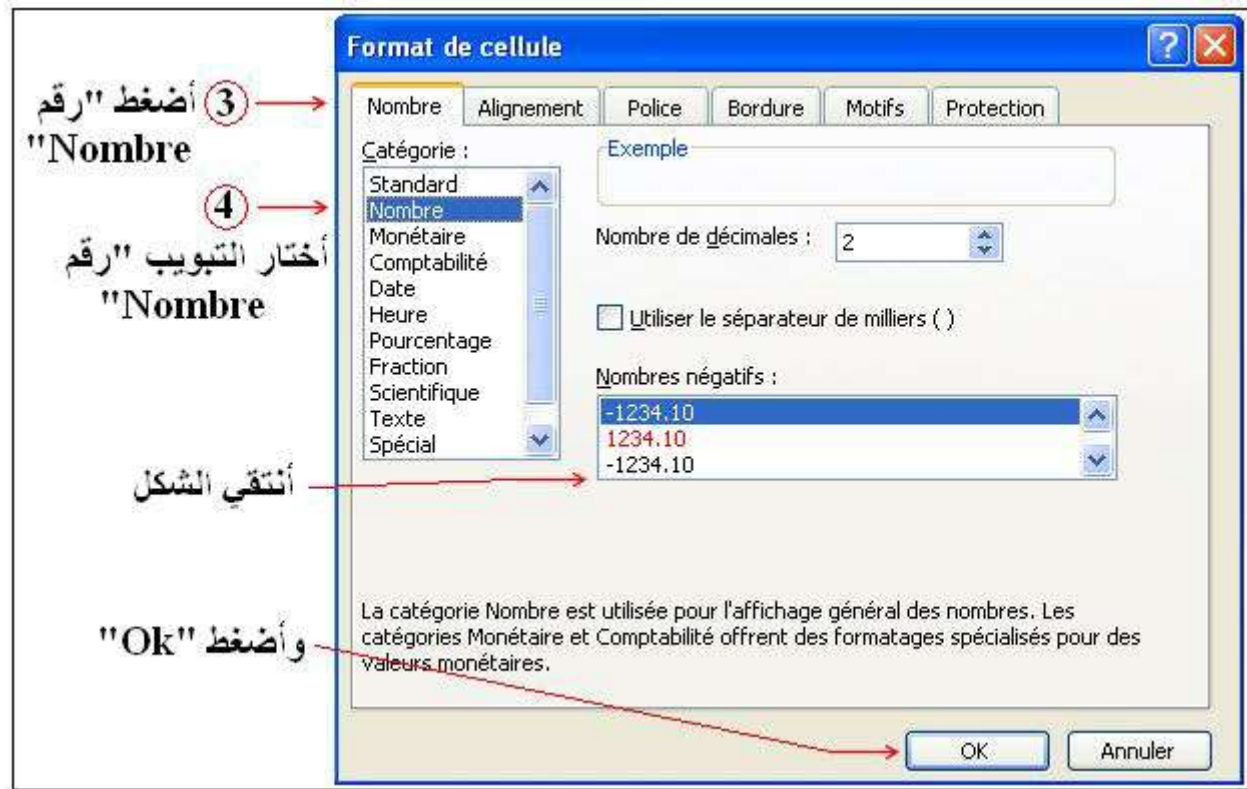 Format de cellule
③ أضغط "رقم
Nombre"
④
أختار التبويب "رقم
Nombre"
أنتقي الشكل
وأضغط "Ok"
Nombre Alignement Police Bordure Motifs Protection
Catégorie :
Standard
Nombre
Monétaire
Comptabilité
Date
Heure
Pourcentage
Fraction
Scientifique
Texte
Spécial
Exemple
Nombre de décimales : 2
Utiliser le séparateur de milliers ( )
Nombres négatifs :
-1234.10
1234.10
-1234.10
La catégorie Nombre est utilisée pour l'affichage général des nombres. Les
catégories Monétaire et Comptabilité offrent des formatages spécialisés pour des
valeurs monétaires.
OK Annuler